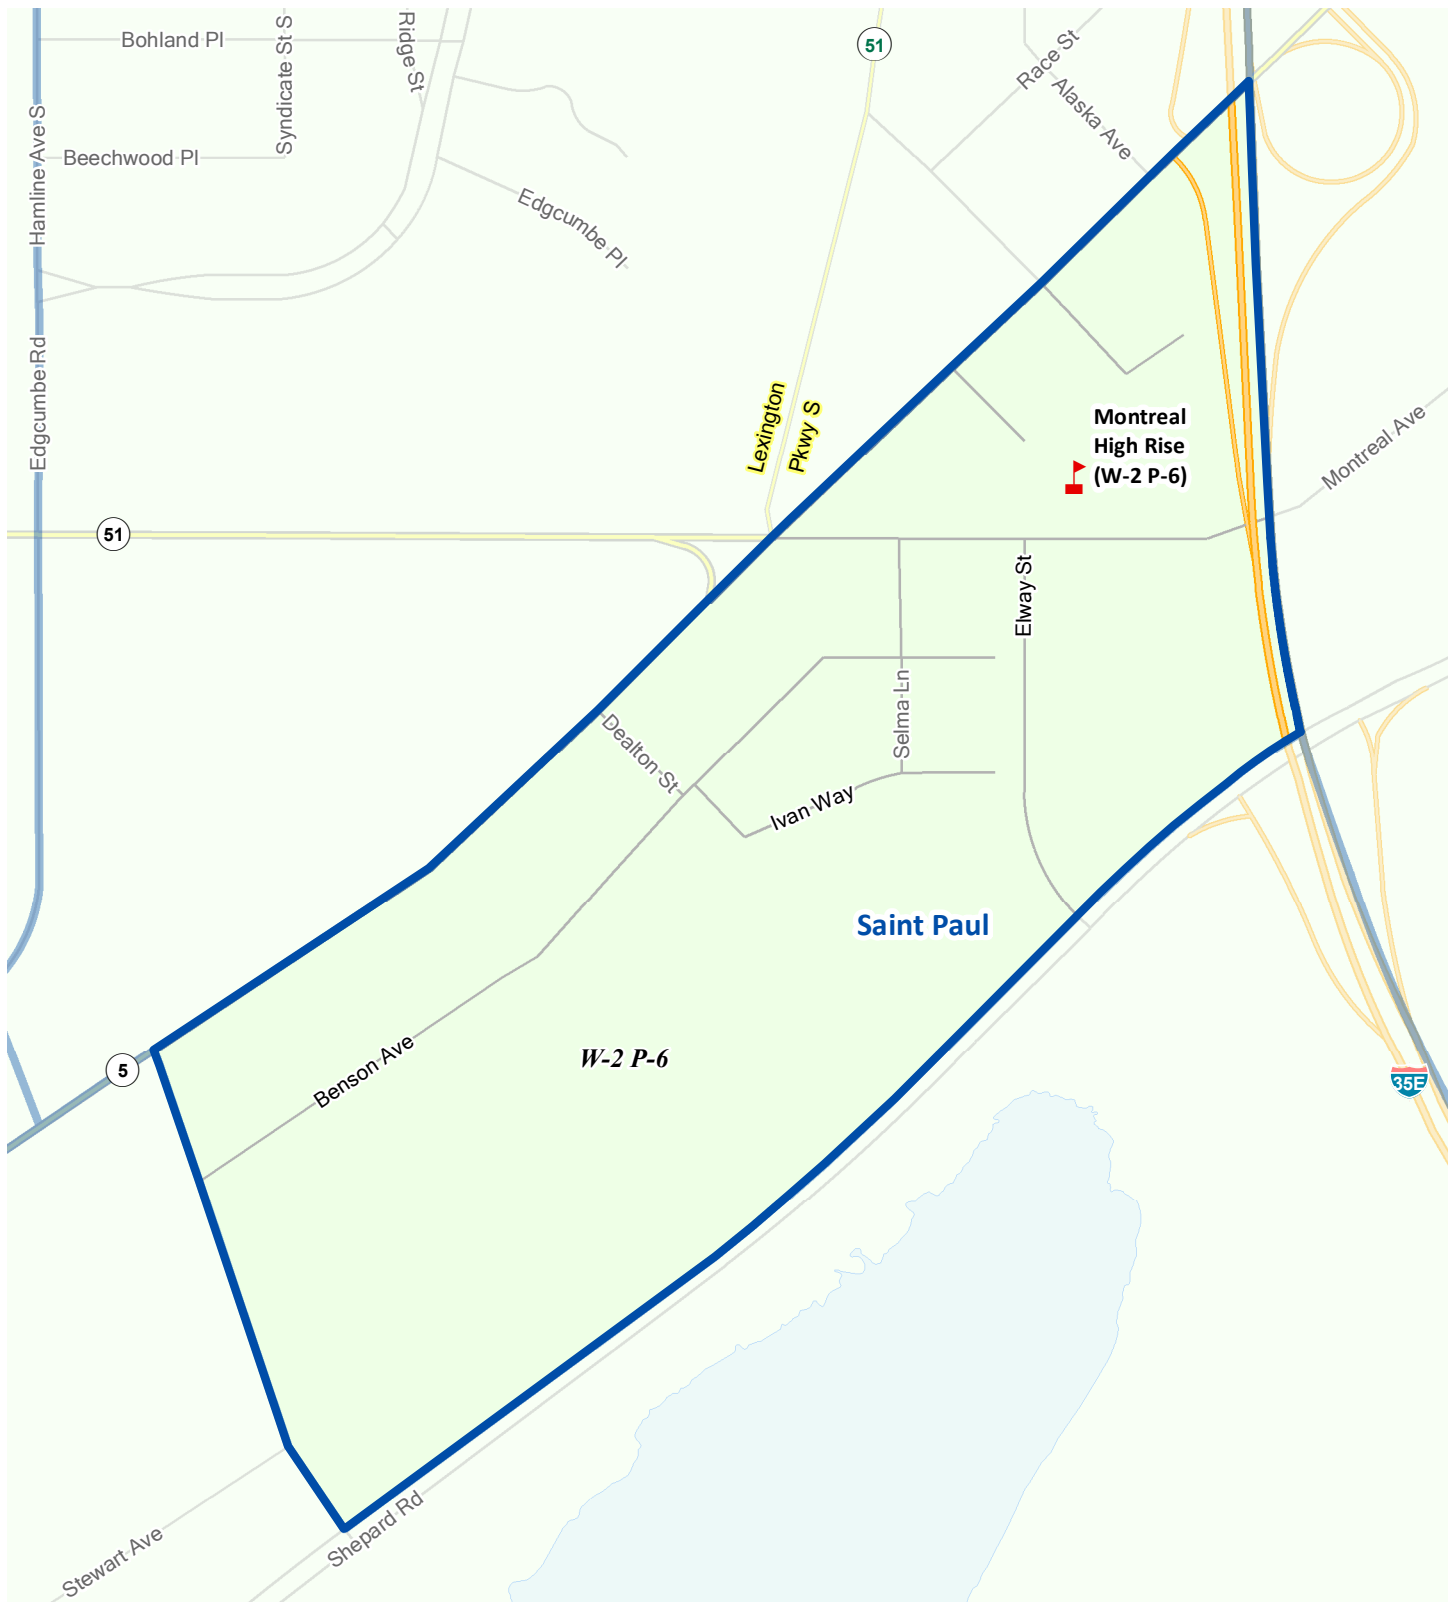 Bohland Pl
Syndicate St S
Ridge St
51
Race St
Alaska Ave
Hamline Ave S
Beechwood Pl
Edgcumbe Pl
Edgcumbe Rd
Lexington
Pkwy S
Montreal
High Rise
(W-2 P-6)
Montreal Ave
51
Elway St
Selma Ln
Dealton St
Ivan Way
Saint Paul
W-2 P-6
Benson Ave
5
35E
Shepard Rd
Stewart Ave